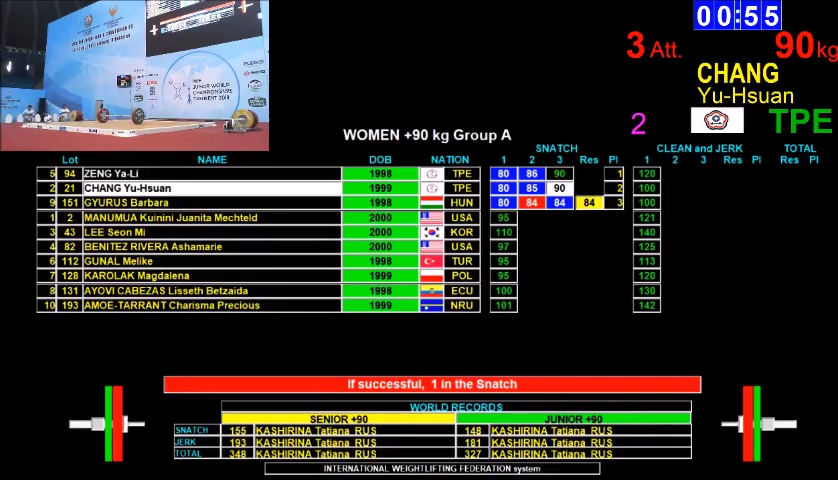 00:55
3 Att. 90kg
CHANG
Yu-Hsuan
2 TPE
IWF
JUNIOR WORLD
CHAMPIONSHIPS
TASHKENT 2018
WOMEN +90 kg Group A
SNATCH CLEAN and JERK TOTAL
Lot NAME DOB NATION 1 2 3 Res Pl 1 2 3 Res Pl Res Pl
5 94 ZENG Ya-Li 1998 TPE 80 86 90 1 120
2 21 CHANG Yu-Hsuan 1999 TPE 80 85 90 2 100
9 151 GYURUS Barbara 1998 HUN 80 84 84 84 3 100
1 2 MANUMUA Kuinini Juanita Mechteld 2000 USA 95 121
3 43 LEE Seon Mi 2000 KOR 110 140
4 82 BENITEZ RIVERA Ashamarie 2000 USA 97 125
6 112 GUNAL Melike 1998 TUR 95 113
7 128 KAROLAK Magdalena 1999 POL 95 120
8 131 AYOVI CABEZAS Lisseth Betzaida 1998 ECU 100 130
10 193 AMOE-TARRANT Charisma Precious 1999 NRU 101 142
If successful, 1 in the Snatch
WORLD RECORDS
SENIOR +90 JUNIOR +90
SNATCH 155 KASHIRINA Tatiana RUS 148 KASHIRINA Tatiana RUS
JERK 193 KASHIRINA Tatiana RUS 181 KASHIRINA Tatiana RUS
TOTAL 348 KASHIRINA Tatiana RUS 327 KASHIRINA Tatiana RUS
INTERNATIONAL WEIGHTLIFTING FEDERATION system